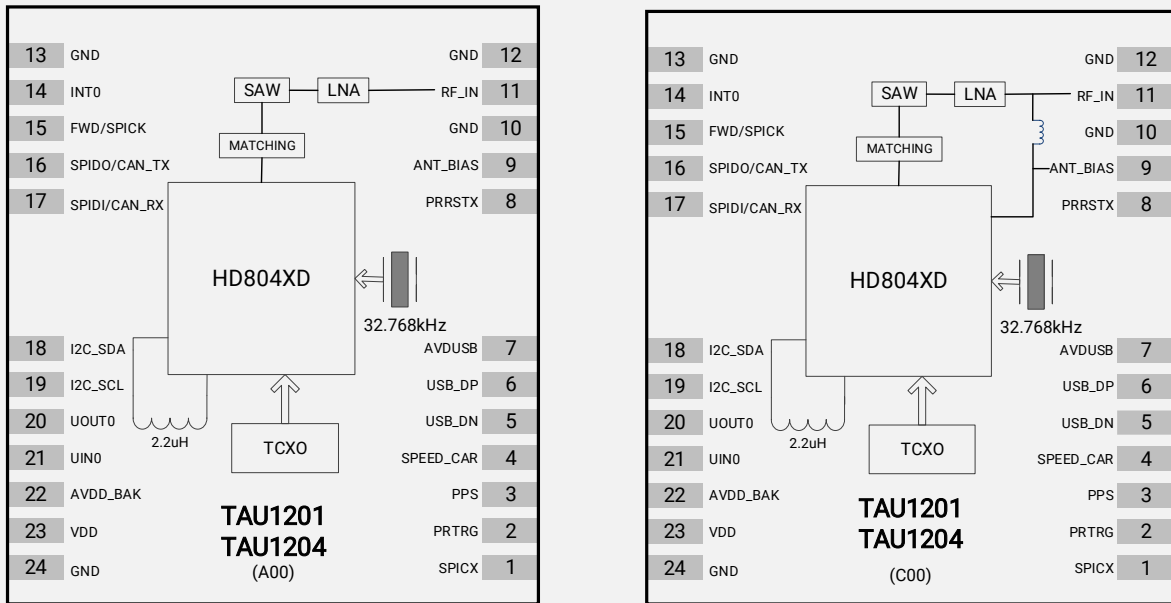 13 GND GND 12
14 INT0 SAW LNA RF_IN 11
15 FWD/SPICK GND 10
MATCHING
16 SPIDO/CAN_TX ANT_BIAS 9
17 SPIDI/CAN_RX PRRSTX 8
HD804XD
32.768kHz
18 I2C_SDA AVDUSB 7
19 I2C_SCL USB_DP 6
20 UOUT0 USB_DN 5
2.2uH
TCXO
21 UIN0 SPEED_CAR 4
22 AVDD_BAK PPS 3
TAU1201
23 VDD PRTRG 2
TAU1204
24 GND (A00) SPICX 1
13 GND GND 12
14 INT0 SAW LNA RF_IN 11
15 FWD/SPICK GND 10
MATCHING
16 SPIDO/CAN_TX ANT_BIAS 9
17 SPIDI/CAN_RX PRRSTX 8
HD804XD
32.768kHz
18 I2C_SDA AVDUSB 7
19 I2C_SCL USB_DP 6
20 UOUT0 USB_DN 5
2.2uH
TCXO
21 UIN0 SPEED_CAR 4
22 AVDD_BAK PPS 3
TAU1201
23 VDD PRTRG 2
TAU1204
24 GND (C00) SPICX 1